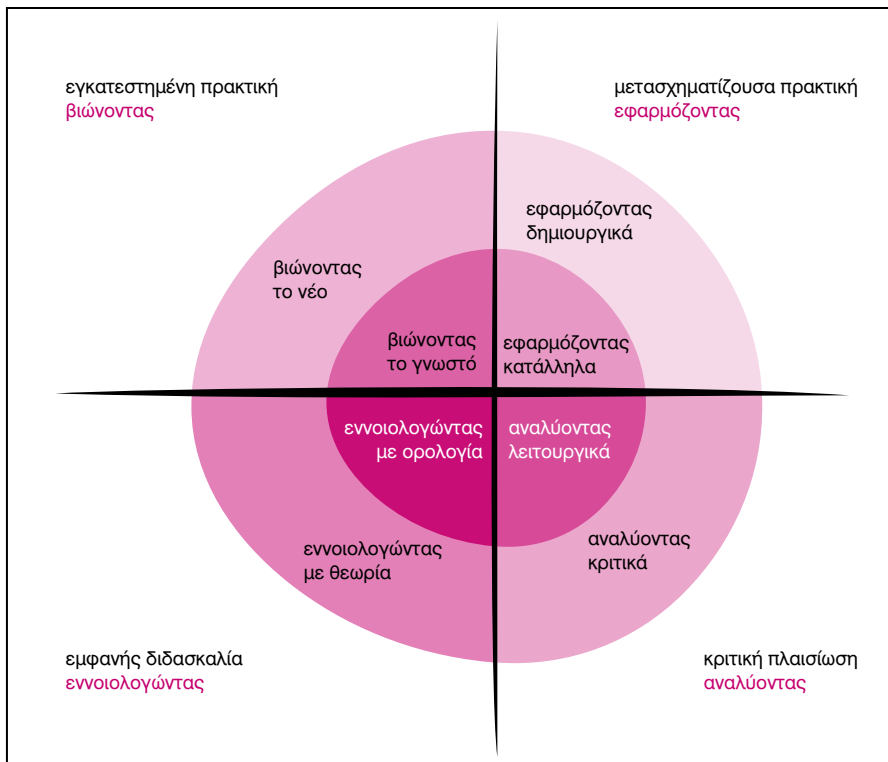 εγκατεστημένη πρακτική
βιώνοντας
μετασχηματίζουσα πρακτική
εφαρμόζοντας
εφαρμόζοντας
δημιουργικά
βιώνοντας
το νέο
βιώνοντας
το γνωστό
εφαρμόζοντας
κατάλληλα
εννοιολογώντας
με ορολογία
αναλύοντας
λειτουργικά
εννοιολογώντας
με θεωρία
αναλύοντας
κριτικά
εμφανής διδασκαλία
εννοιολογώντας
κριτική πλαισίωση
αναλύοντας